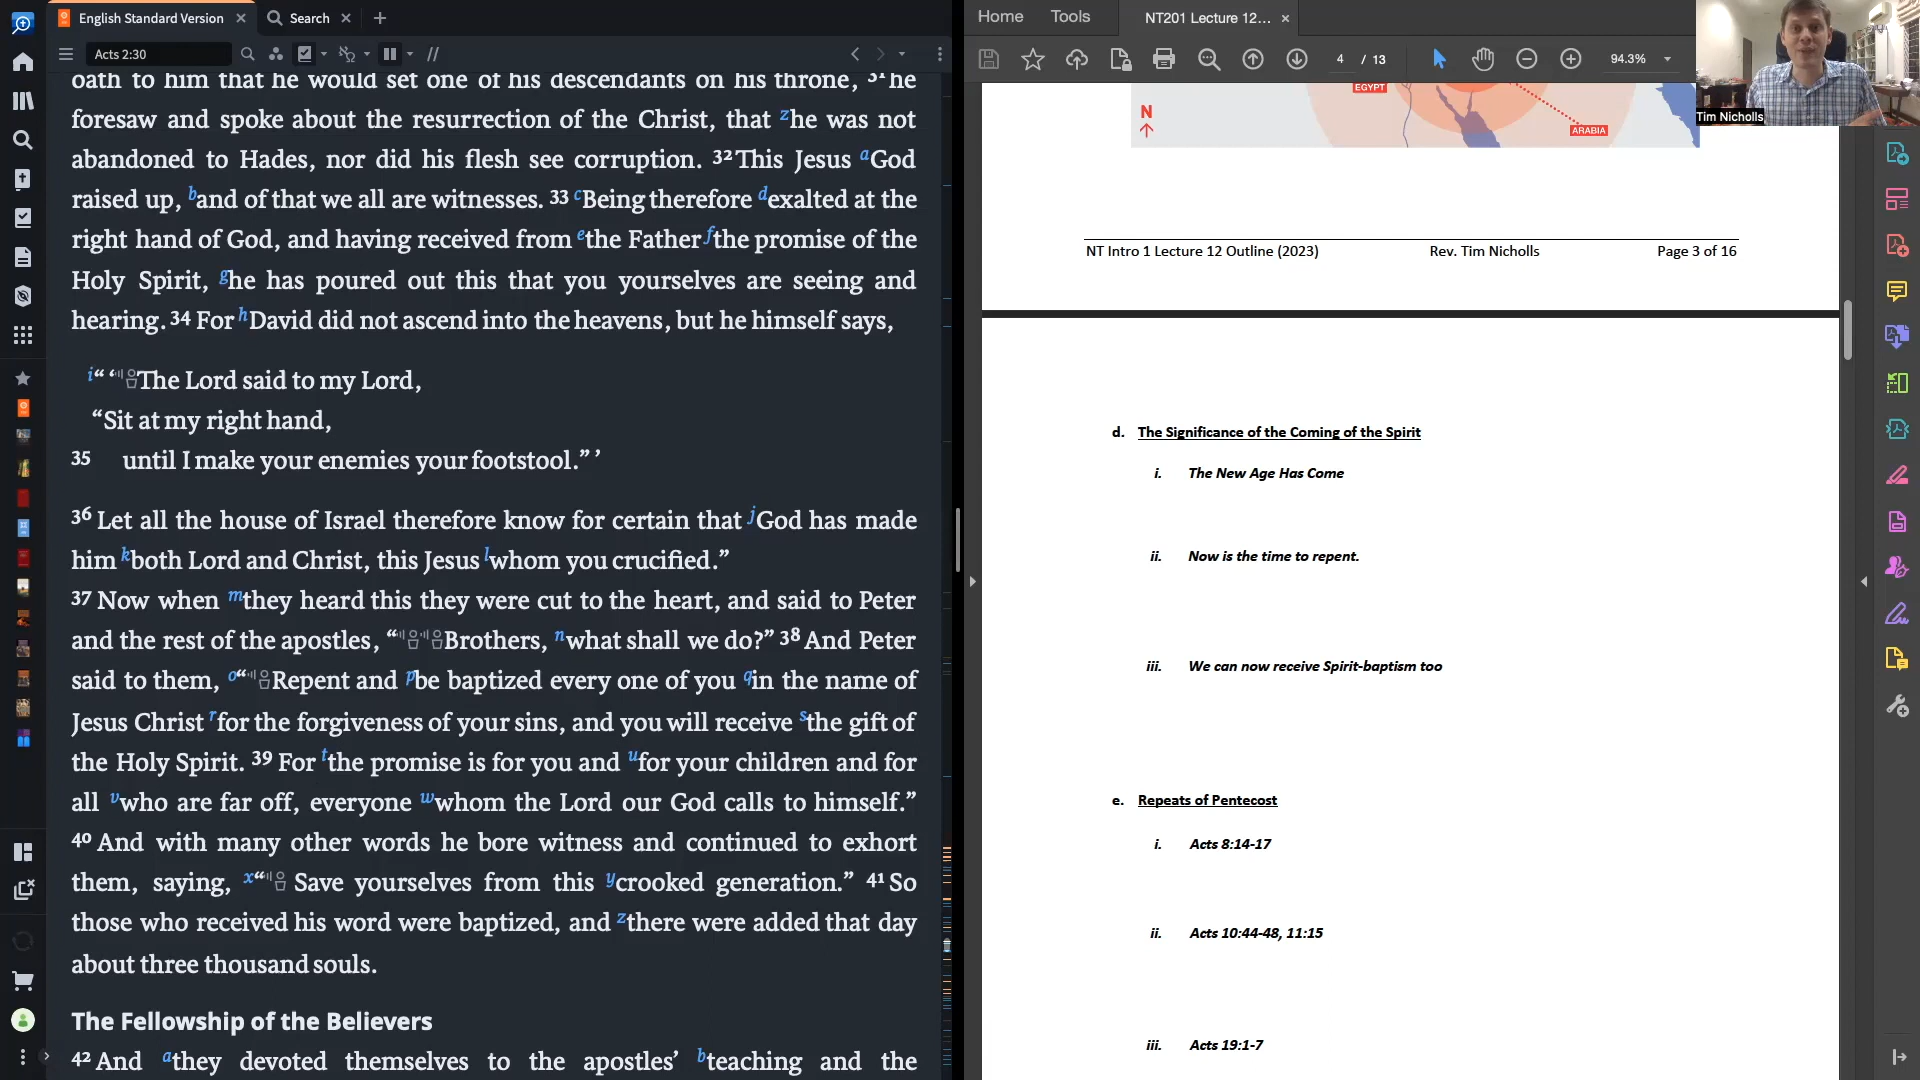 English Standard Version
Search
Acts 2:30
oath to him that he would set one of his descendants on his throne, 31 he
foresaw and spoke about the resurrection of the Christ, that z he was not
abandoned to Hades, nor did his flesh see corruption. 32 This Jesus a God
raised up, b and of that we all are witnesses. 33 c Being therefore d exalted at the
right hand of God, and having received from e the Father f the promise of the
Holy Spirit, g he has poured out this that you yourselves are seeing and
hearing. 34 For h David did not ascend into the heavens, but he himself says,
i “ ‘The Lord said to my Lord,
“Sit at my right hand,
35 until I make your enemies your footstool.” ’
36 Let all the house of Israel therefore know for certain that j God has made
him k both Lord and Christ, this Jesus l whom you crucified.”
37 Now when m they heard this they were cut to the heart, and said to Peter
and the rest of the apostles, “Brothers, n what shall we do?” 38 And Peter
said to them, o “Repent and p be baptized every one of you q in the name of
Jesus Christ r for the forgiveness of your sins, and you will receive s the gift of
the Holy Spirit. 39 For t the promise is for you and u for your children and for
all v who are far off, everyone w whom the Lord our God calls to himself.”
40 And with many other words he bore witness and continued to exhort
them, saying, x “Save yourselves from this y crooked generation.” 41 So
those who received his word were baptized, and z there were added that day
about three thousand souls.
The Fellowship of the Believers
42 And a they devoted themselves to the apostles’ b teaching and the
Home
Tools
NT201 Lecture 12...
4 / 13
94.3%
Tim Nicholls
EGYPT
N
ARABIA
NT Intro 1 Lecture 12 Outline (2023) Rev. Tim Nicholls Page 3 of 16
d. The Significance of the Coming of the Spirit
i. The New Age Has Come
ii. Now is the time to repent.
iii. We can now receive Spirit-baptism too
e. Repeats of Pentecost
i. Acts 8:14-17
ii. Acts 10:44-48, 11:15
iii. Acts 19:1-7